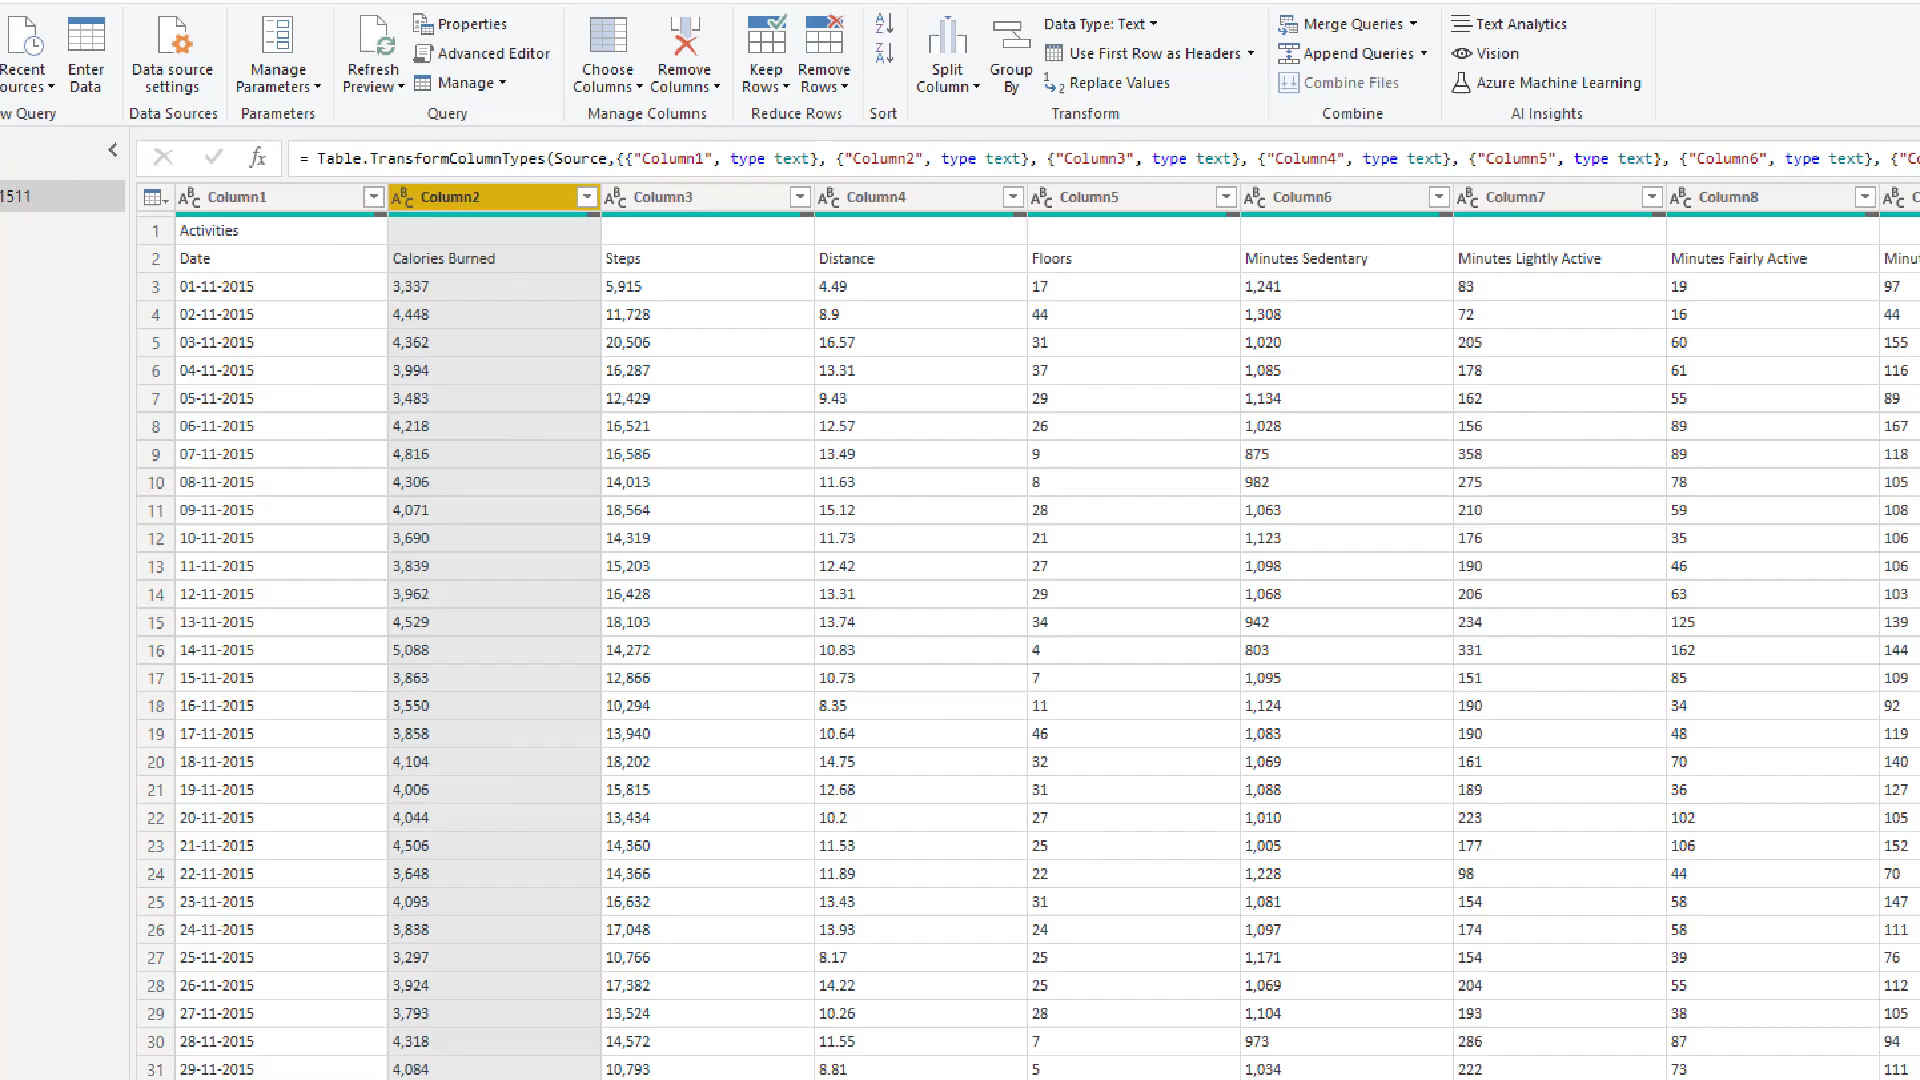 Properties
Data Type: Text
Merge Queries
Text Analytics
Advanced Editor
Use First Row as Headers
Append Queries
Vision
Recent
ources
Enter
Data
Data source
settings
Manage
Parameters
Refresh
Preview
Manage
Choose
Columns
Remove
Columns
Keep
Rows
Remove
Rows
Split
Column
Group
By
Replace Values
Combine Files
Azure Machine Learning
w Query
Data Sources
Parameters
Query
Manage Columns
Reduce Rows
Sort
Transform
Combine
AI Insights
fx = Table.TransformColumnTypes(Source,{{"Column1", type text}, {"Column2", type text}, {"Column3", type text}, {"Column4", type text}, {"Column5", type text}, {"Column6", type text}, {"Co
1511
Column1 Column2 Column3 Column4 Column5 Column6 Column7 Column8
1 Activities
2 Date Calories Burned Steps Distance Floors Minutes Sedentary Minutes Lightly Active Minutes Fairly Active Minu
3 01-11-2015 3,337 5,915 4.49 17 1,241 83 19 97
4 02-11-2015 4,448 11,728 8.9 44 1,308 72 16 44
5 03-11-2015 4,362 20,506 16.57 31 1,020 205 60 155
6 04-11-2015 3,994 16,287 13.31 37 1,085 178 61 116
7 05-11-2015 3,483 12,429 9.43 29 1,134 162 55 89
8 06-11-2015 4,218 16,521 12.57 26 1,028 156 89 167
9 07-11-2015 4,816 16,586 13.49 9 875 358 89 118
10 08-11-2015 4,306 14,013 11.63 8 982 275 78 105
11 09-11-2015 4,071 18,564 15.12 28 1,063 210 59 108
12 10-11-2015 3,690 14,319 11.73 21 1,123 176 35 106
13 11-11-2015 3,839 15,203 12.42 27 1,098 190 46 106
14 12-11-2015 3,962 16,428 13.31 29 1,068 206 63 103
15 13-11-2015 4,529 18,103 13.74 34 942 234 125 139
16 14-11-2015 5,088 14,272 10.83 4 803 331 162 144
17 15-11-2015 3,863 12,866 10.73 7 1,095 151 85 109
18 16-11-2015 3,550 10,294 8.35 11 1,124 190 34 92
19 17-11-2015 3,858 13,940 10.64 46 1,083 190 48 119
20 18-11-2015 4,104 18,202 14.75 32 1,069 161 70 140
21 19-11-2015 4,006 15,815 12.68 31 1,088 189 36 127
22 20-11-2015 4,044 13,434 10.2 27 1,010 223 102 105
23 21-11-2015 4,506 14,360 11.53 25 1,005 177 106 152
24 22-11-2015 3,648 14,366 11.89 22 1,228 98 44 70
25 23-11-2015 4,093 16,632 13.43 31 1,081 154 58 147
26 24-11-2015 3,838 17,048 13.93 24 1,097 174 58 111
27 25-11-2015 3,297 10,766 8.17 25 1,171 154 39 76
28 26-11-2015 3,924 17,382 14.22 25 1,069 204 55 112
29 27-11-2015 3,793 13,524 10.26 28 1,104 193 38 105
30 28-11-2015 4,318 14,572 11.55 7 973 286 87 94
31 29-11-2015 4,084 10,793 8.81 5 1,034 222 73 111